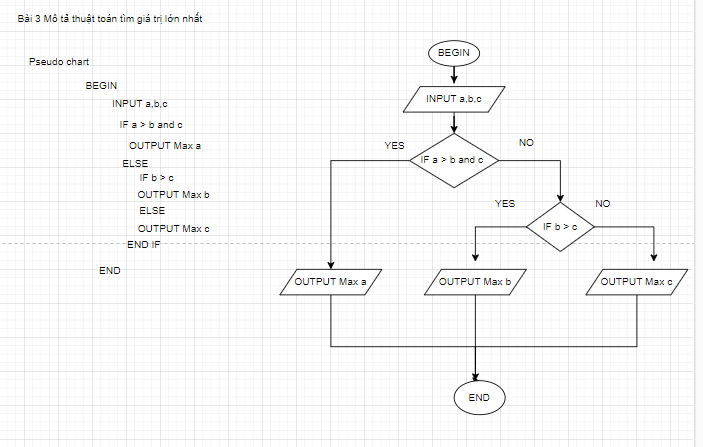 Bài 3 Mô tả thuật toán tìm giá trị lớn nhất
Pseudo chart
BEGIN
INPUT a,b,c
IF a > b and c
OUTPUT Max a
ELSE
IF b > c
OUTPUT Max b
ELSE
OUTPUT Max c
END IF
END
BEGIN
INPUT a,b,c
YES
NO
IF a > b and c
YES
NO
IF b > c
OUTPUT Max a
OUTPUT Max b
OUTPUT Max c
END